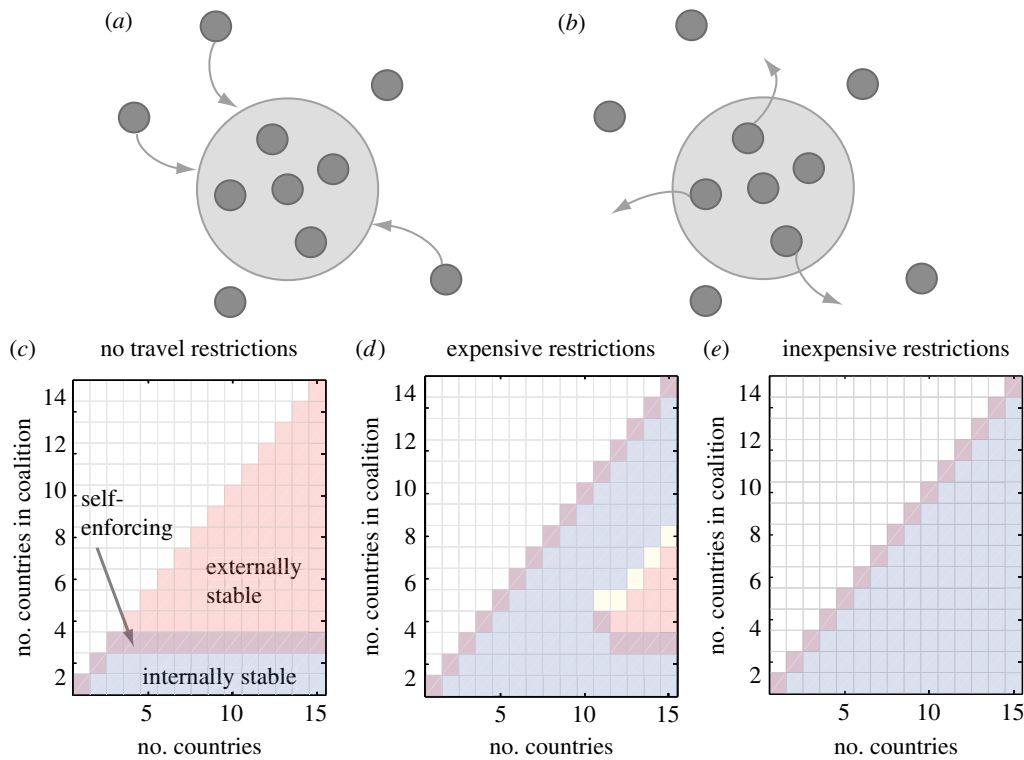 (a)
(b)
(c) no travel restrictions
(d) expensive restrictions
(e) inexpensive restrictions
no. countries in coalition
14
12
10
8
6
4
2
self-
enforcing
externally
stable
internally stable
5 10 15
no. countries
no. countries in coalition
14
12
10
8
6
4
2
5 10 15
no. countries
no. countries in coalition
14
12
10
8
6
4
2
5 10 15
no. countries